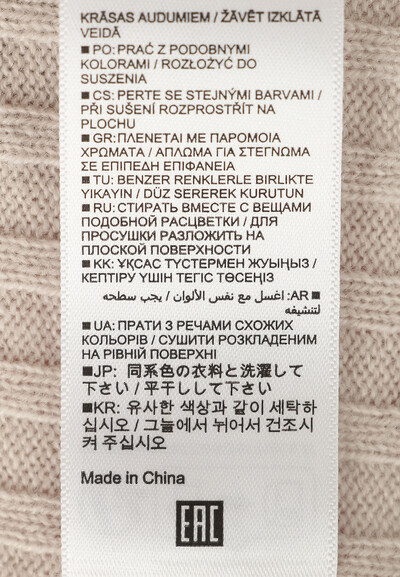 KRĀSAS AUDUMIEM / ŽĀVĒT IZKLĀTĀ
VEIDĀ
■ PO: PRAĆ Z PODOBNYMI
KOLORAMI / ROZŁOŻYĆ DO
SUSZENIA
■ CS: PERTE SE STEJNÝMI BARVAMI /
PŘI SUŠENÍ ROZPROSTŘÍT NA
PLOCHU
■ GR: ΠΛΕΝΕΤΑΙ ΜΕ ΠΑΡΟΜΟΙΑ
ΧΡΩΜΑΤΑ / ΑΠΛΩΜΑ ΓΙΑ ΣΤΕΓΝΩΜΑ
ΣΕ ΕΠΙΠΕΔΗ ΕΠΙΦΑΝΕΙΑ
■ TU: BENZER RENKLERLE BIRLIKTE
YIKAYIN / DÜZ SEREREK KURUTUN
■ RU: СТИРАТЬ ВМЕСТЕ С ВЕЩАМИ
ПОДОБНОЙ РАСЦВЕТКИ / ДЛЯ
ПРОСУШКИ РАЗЛОЖИТЬ НА
ПЛОСКОЙ ПОВЕРХНОСТИ
■ KK: ҰҚСАС ТҮСТЕРМЕН ЖУЫҢЫЗ /
КЕПТІРУ ҮШІН ТЕГІС ТӨСЕҢІЗ
■ AR: اغسل مع نفس الألوان / يجب سطحه
لتنشيفه
■ UA: ПРАТИ З РЕЧАМИ СХОЖИХ
КОЛЬОРІВ / СУШИТИ РОЗКЛАДЕНИМ
НА РІВНІЙ ПОВЕРХНІ
■JP: 同系色の衣料と洗濯して
下さい / 平干しして下さい
■KR: 유사한 색상과 같이 세탁하
십시오 / 그늘에서 뉘어서 건조시
켜 주십시오
Made in China
EAC